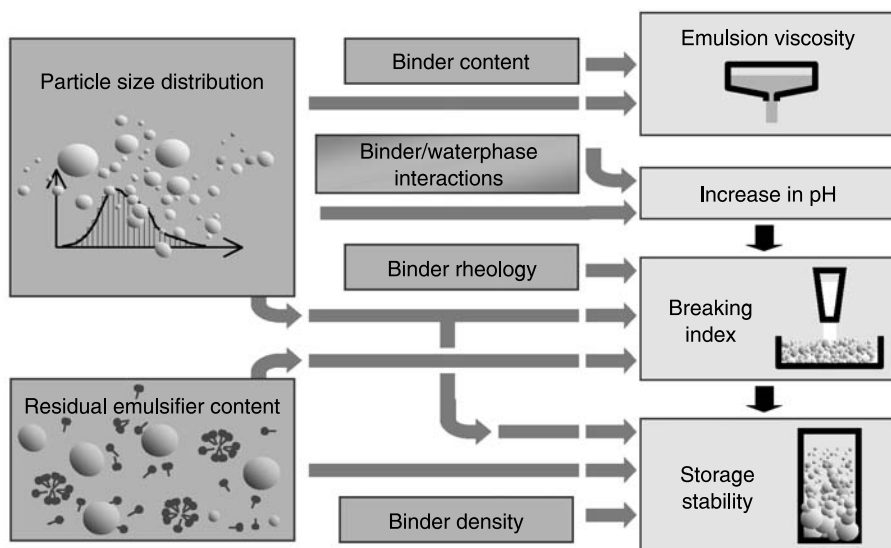 Particle size distribution
Binder content
Emulsion viscosity
Binder/waterphase
interactions
Increase in pH
Binder rheology
Breaking
index
Residual emulsifier content
Storage
stability
Binder density